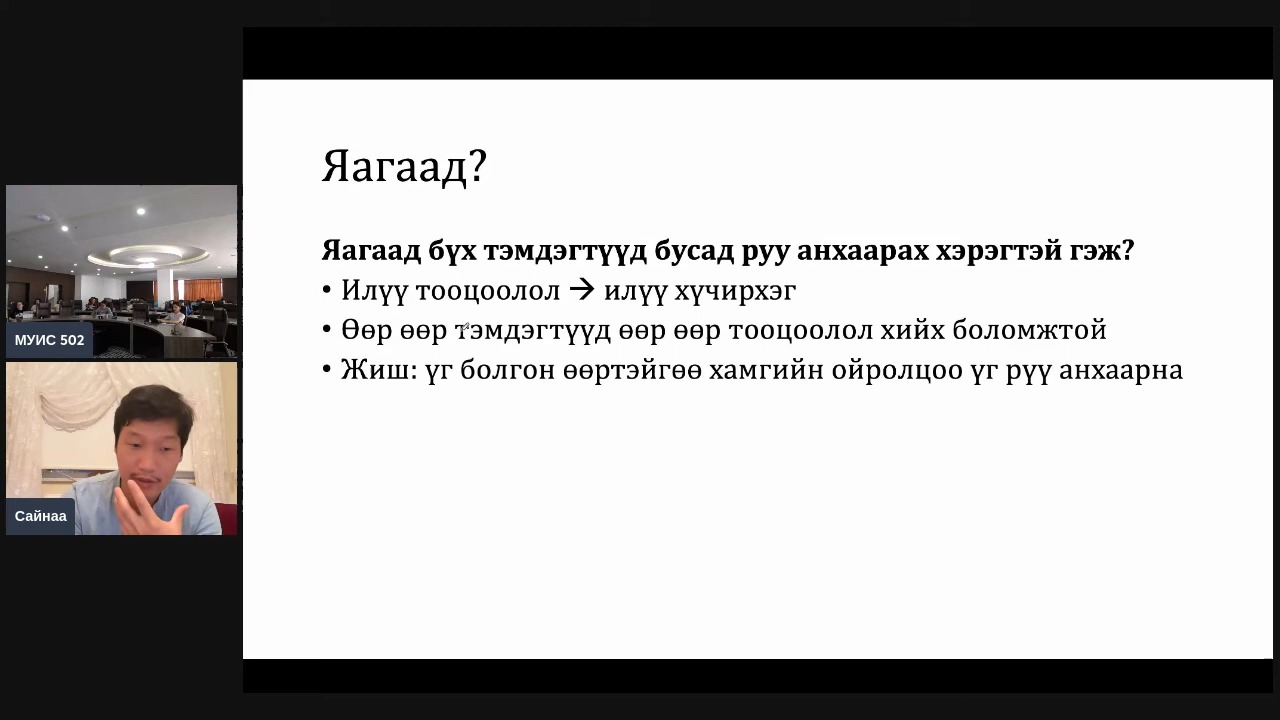 Яагаад?
Яагаад бүх тэмдэгтүүд бусад руу анхаарах хэрэгтэй гэж?
• Илүү тооцоолол → илүү хүчирхэг
• Өөр өөр тэмдэгтүүд өөр өөр тооцоолол хийх боломжтой
• Жиш: үг болгон өөртэйгөө хамгийн ойролцоо үг рүү анхаарна
МУИС 502
Сайнаа